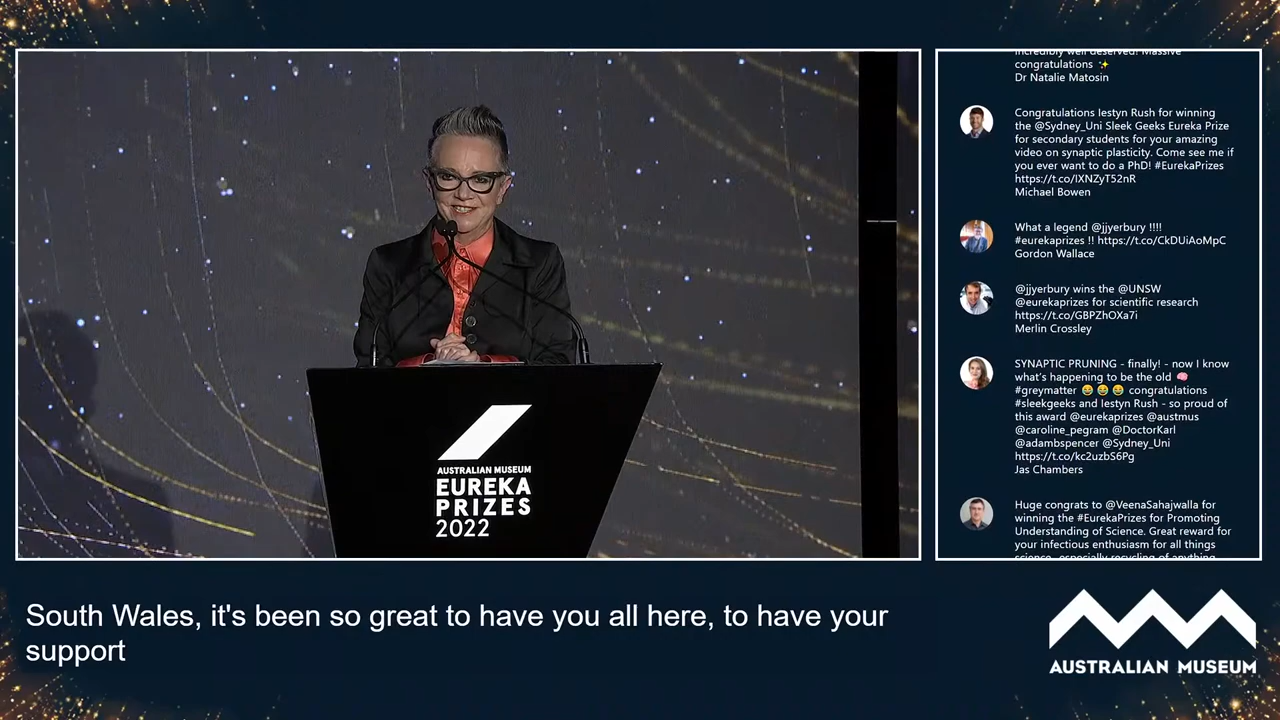 AUSTRALIAN MUSEUM
EUREKA
PRIZES
2022
incredibly well deserved! Massive
congratulations ✨
Dr Natalie Matosin
Congratulations Iestyn Rush for winning
the @Sydney_Uni Sleek Geeks Eureka Prize
for secondary students for your amazing
video on synaptic plasticity. Come see me if
you ever want to do a PhD! #EurekaPrizes
https://t.co/IXNZyT52nR
Michael Bowen
What a legend @jjyerbury !!!!
#eurekaprizes !! https://t.co/CkDUiAoMpC
Gordon Wallace
@jjyerbury wins the @UNSW
@eurekaprizes for scientific research
https://t.co/GBPZhOXa7i
Merlin Crossley
SYNAPTIC PRUNING - finally! - now I know
what's happening to be the old 🧠
#greymatter 😂 😂 😂 congratulations
#sleekgeeks and Iestyn Rush - so proud of
this award @eurekaprizes @austmus
@caroline_pegram @DoctorKarl
@adambspencer @Sydney_Uni
https://t.co/kc2uzbS6Pg
Jas Chambers
Huge congrats to @VeenaSahajwalla for
winning the #EurekaPrizes for Promoting
Understanding of Science. Great reward for
your infectious enthusiasm for all things
science, especially recycling of anything
South Wales, it's been so great to have you all here, to have your
support
AUSTRALIAN MUSEUM